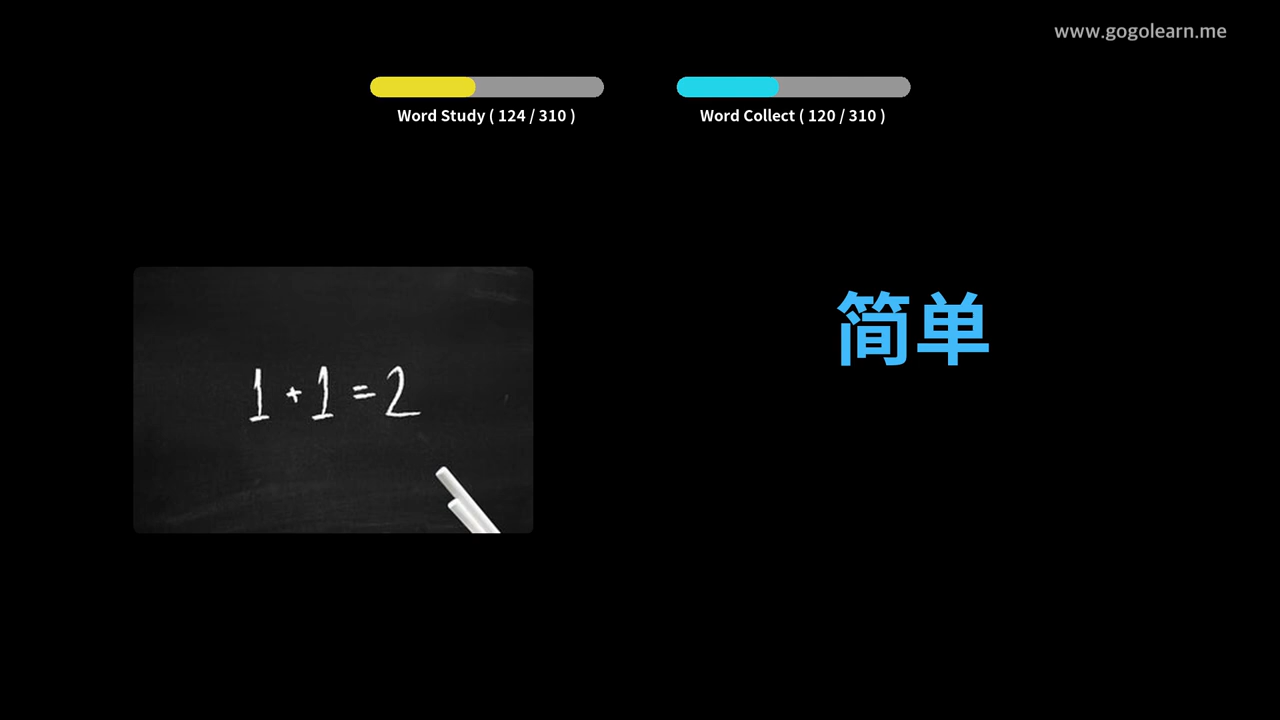 www.gogolearn.me
Word Study ( 124 / 310 )
Word Collect ( 120 / 310 )
简单
1 + 1 = 2